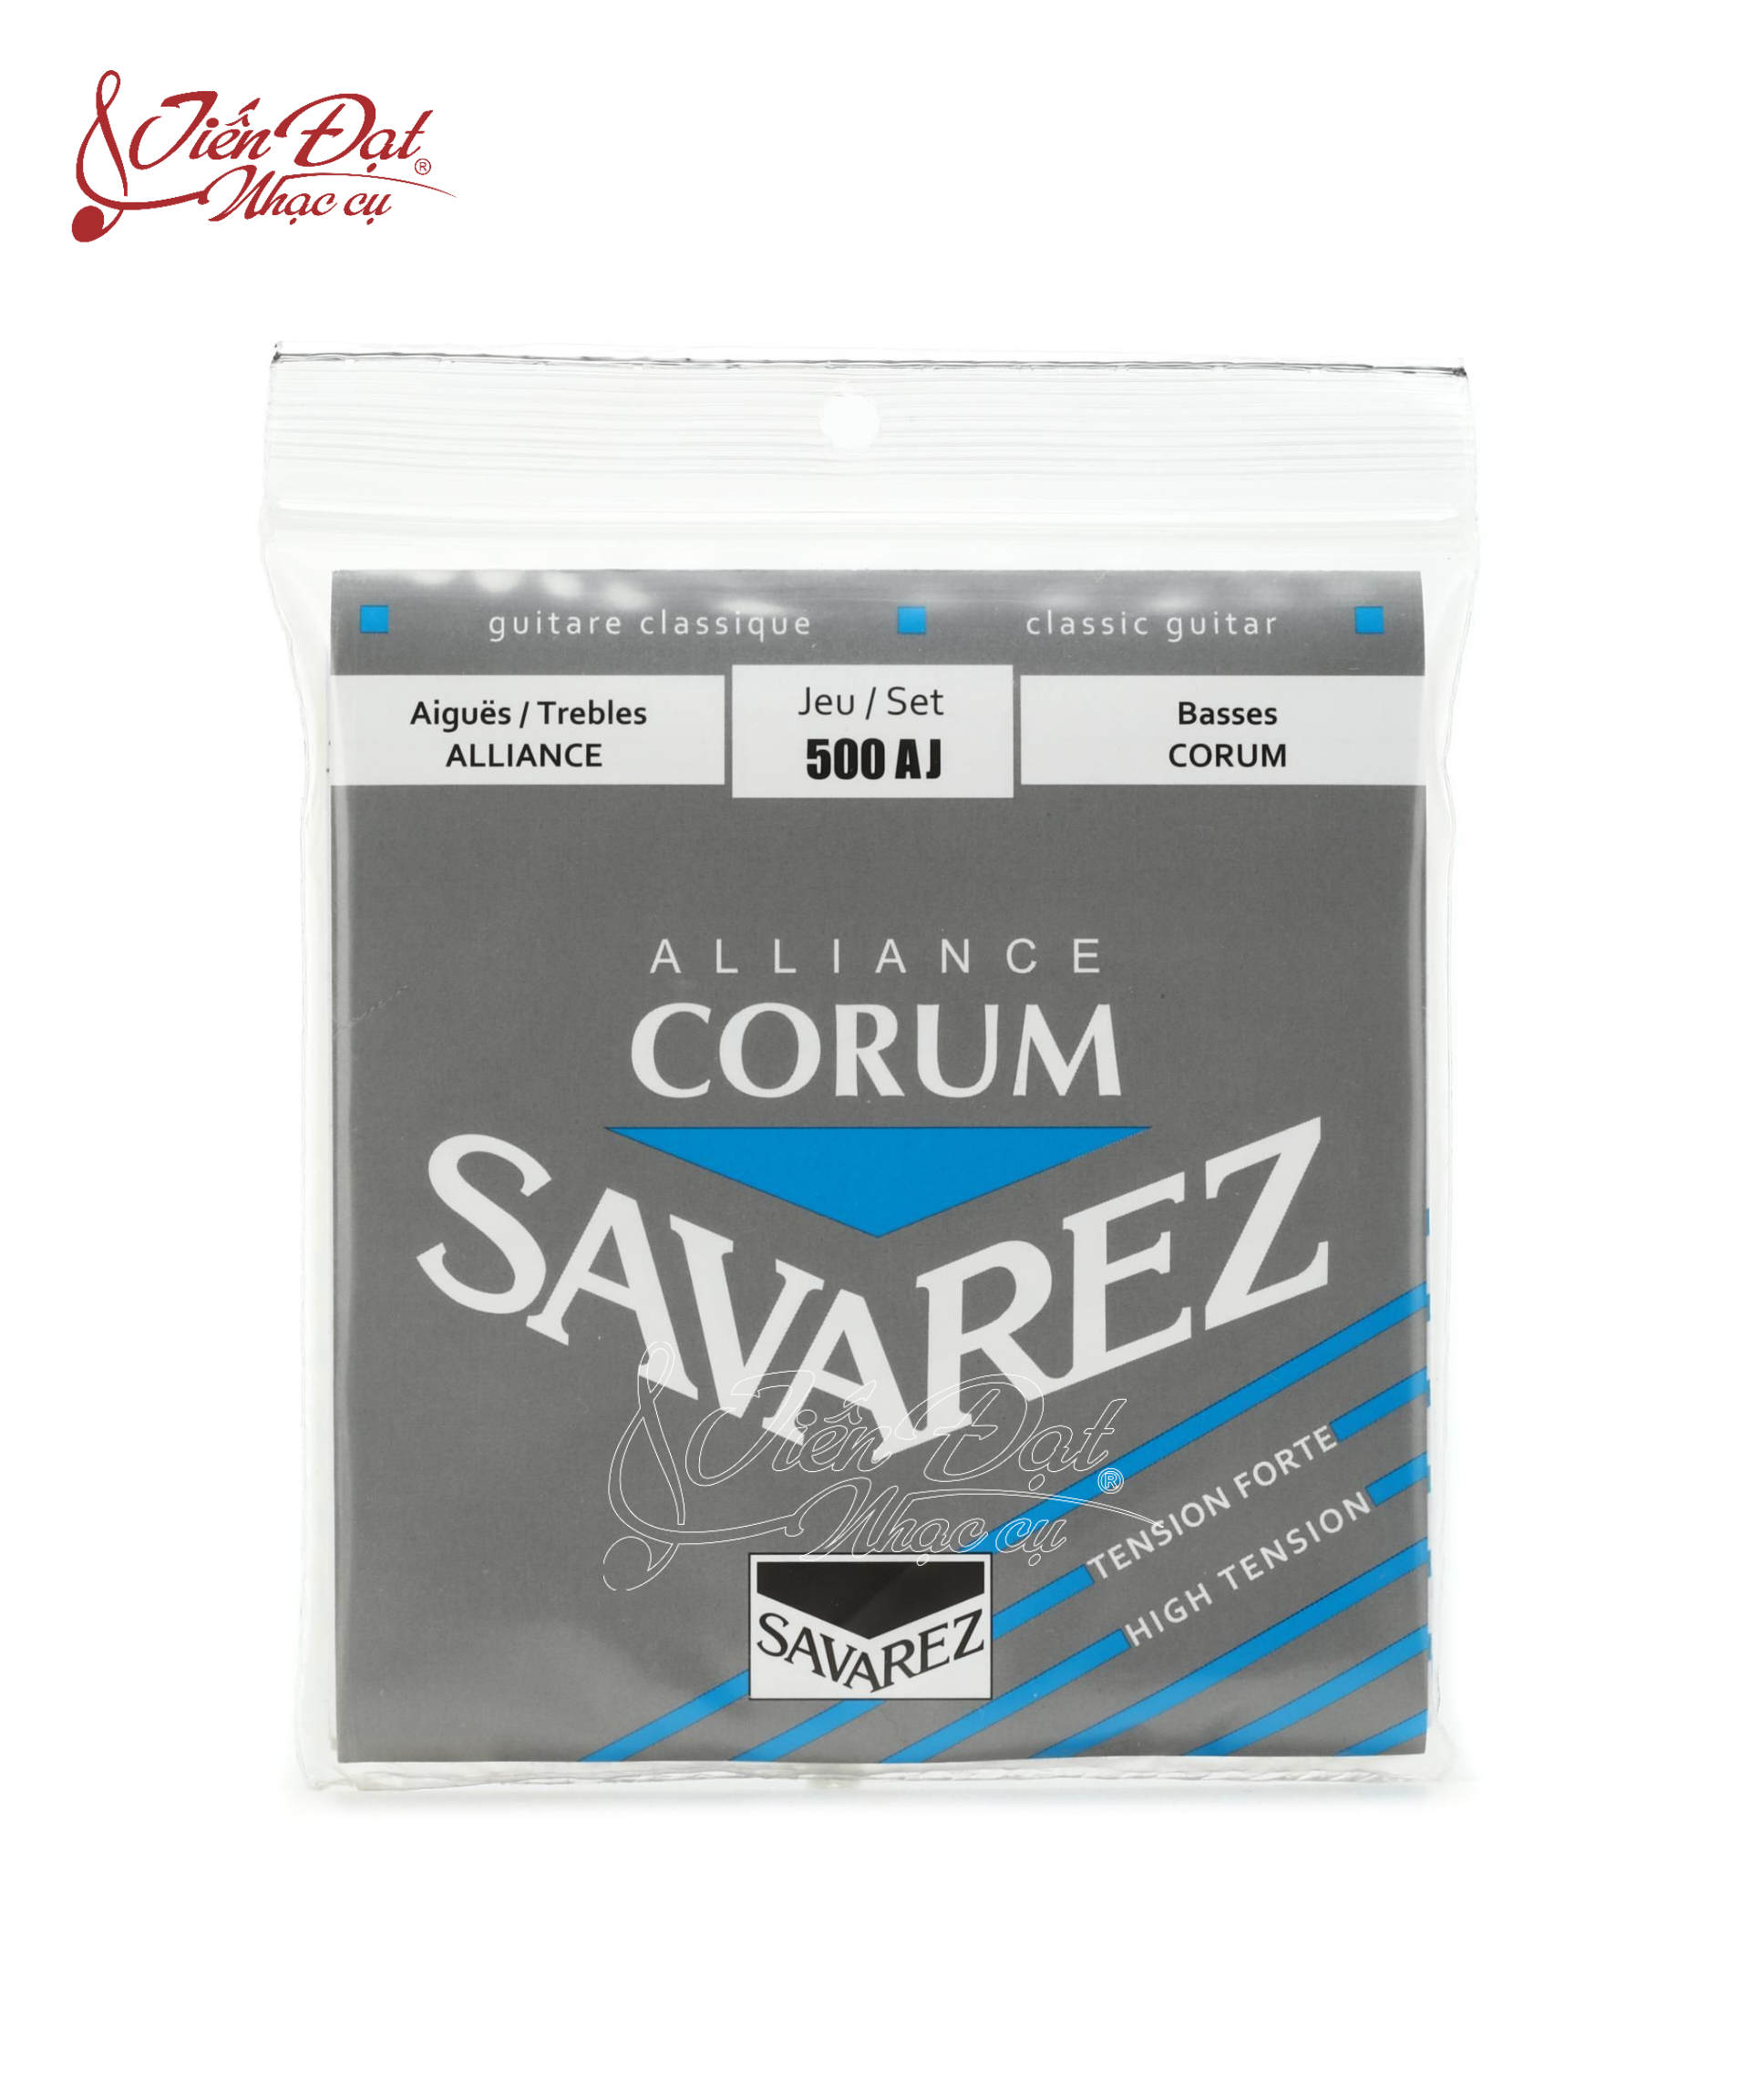 Tiến Đạt®
Nhạc cụ
guitare classique classic guitar
Aiguës / Trebles
ALLIANCE
Jeu / Set
500 AJ
Basses
CORUM
ALLIANCE
CORUM
SAVAREZ
Tiến Đạt®
Nhạc cụ
TENSION FORTE
HIGH TENSION
SAVAREZ